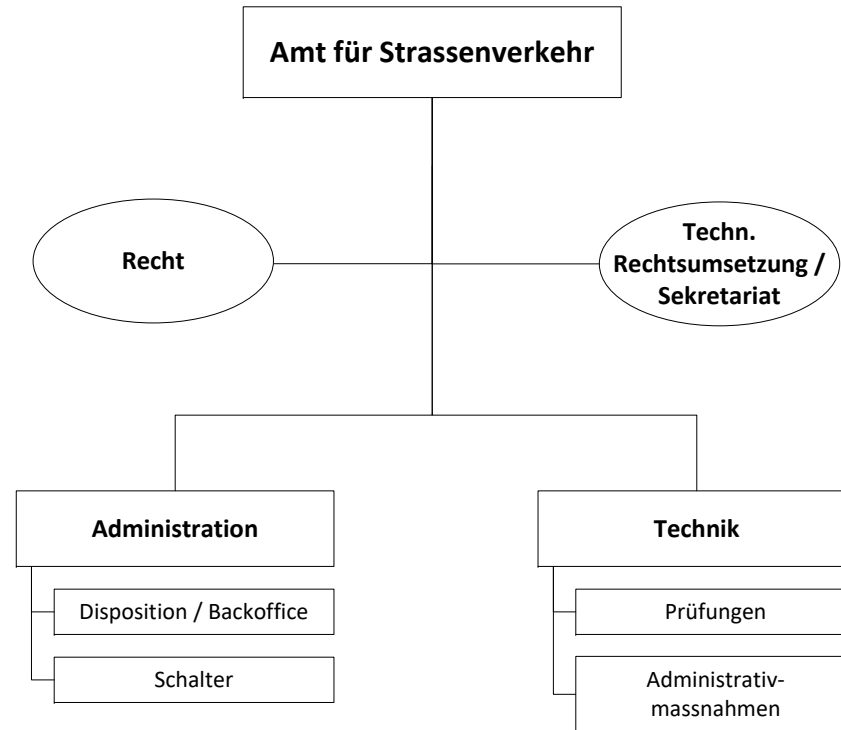 Amt für Strassenverkehr
Recht
Techn.
Rechtsumsetzung /
Sekretariat
Administration
Technik
Disposition / Backoffice
Prüfungen
Schalter
Administrativ-
massnahmen